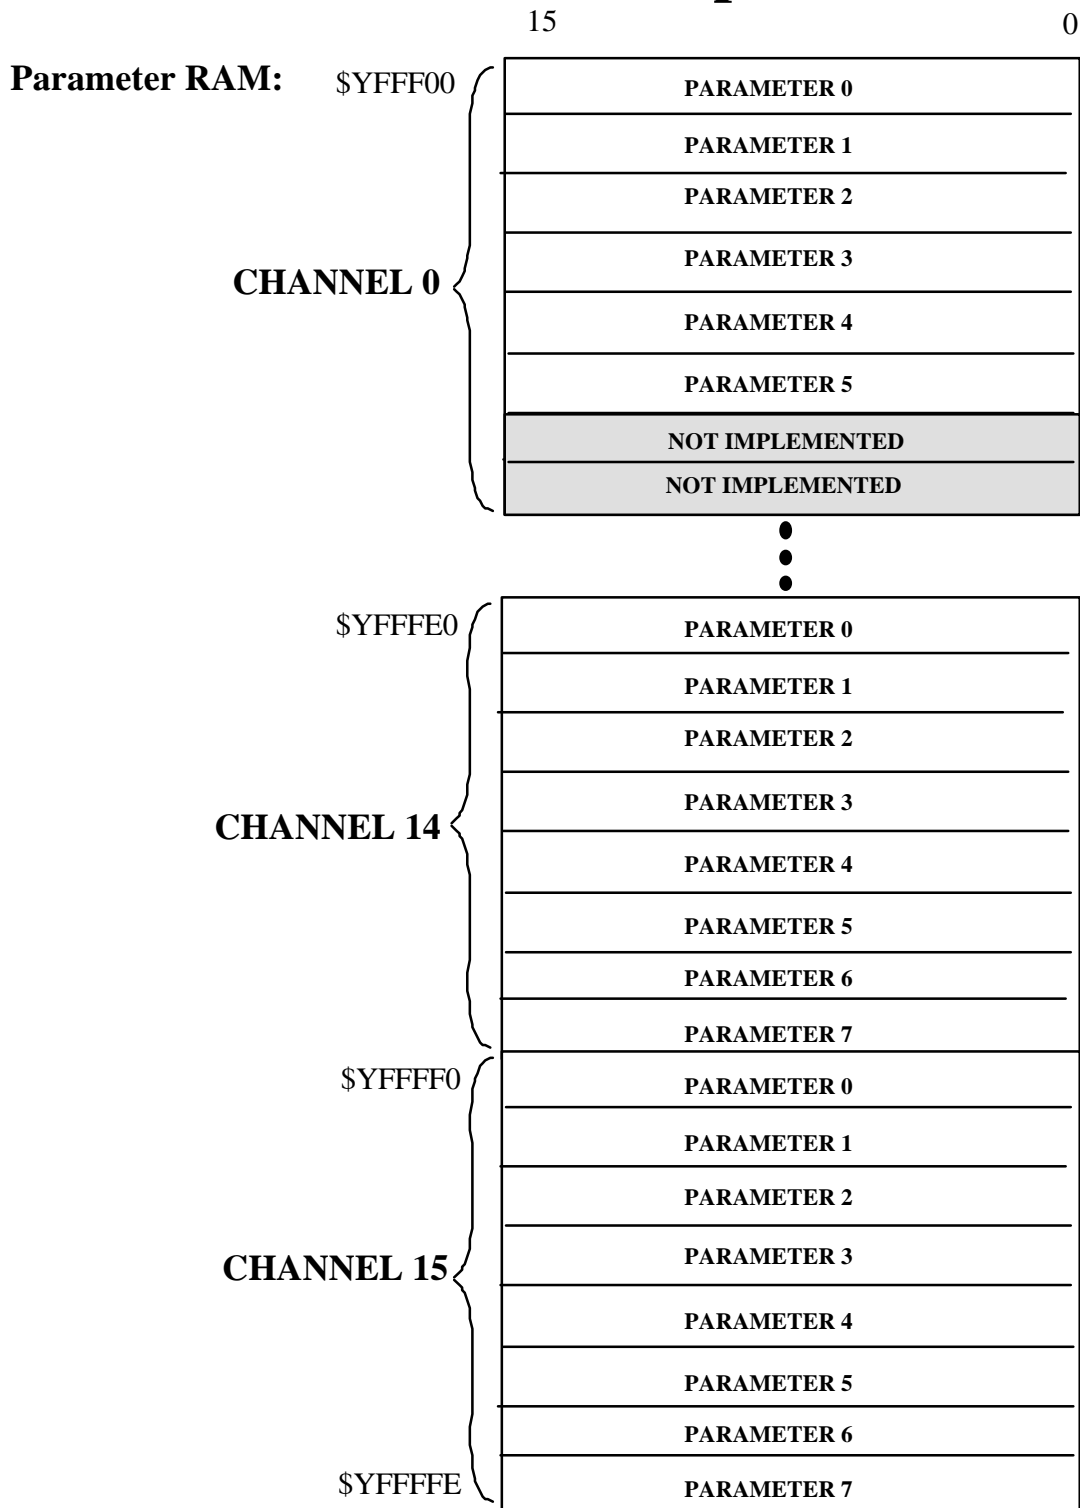 15 0
Parameter RAM: $YFFF00
PARAMETER 0
PARAMETER 1
PARAMETER 2
PARAMETER 3
CHANNEL 0
PARAMETER 4
PARAMETER 5
NOT IMPLEMENTED
NOT IMPLEMENTED
$YFFFE0
PARAMETER 0
PARAMETER 1
PARAMETER 2
PARAMETER 3
CHANNEL 14
PARAMETER 4
PARAMETER 5
PARAMETER 6
PARAMETER 7
$YFFFF0
PARAMETER 0
PARAMETER 1
PARAMETER 2
PARAMETER 3
CHANNEL 15
PARAMETER 4
PARAMETER 5
PARAMETER 6
$YFFFFE
PARAMETER 7